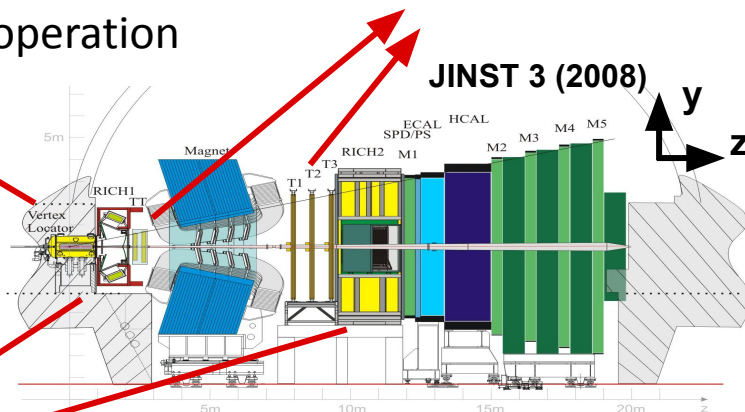 operation
JINST 3 (2008)
y
z
5m
Vertex
Locator
RICH1
TT
Magnet
T1
T2
T3
RICH2
M1
SPD/PS
ECAL
HCAL
M2
M3
M4
M5
5m
10m
15m
20m
z